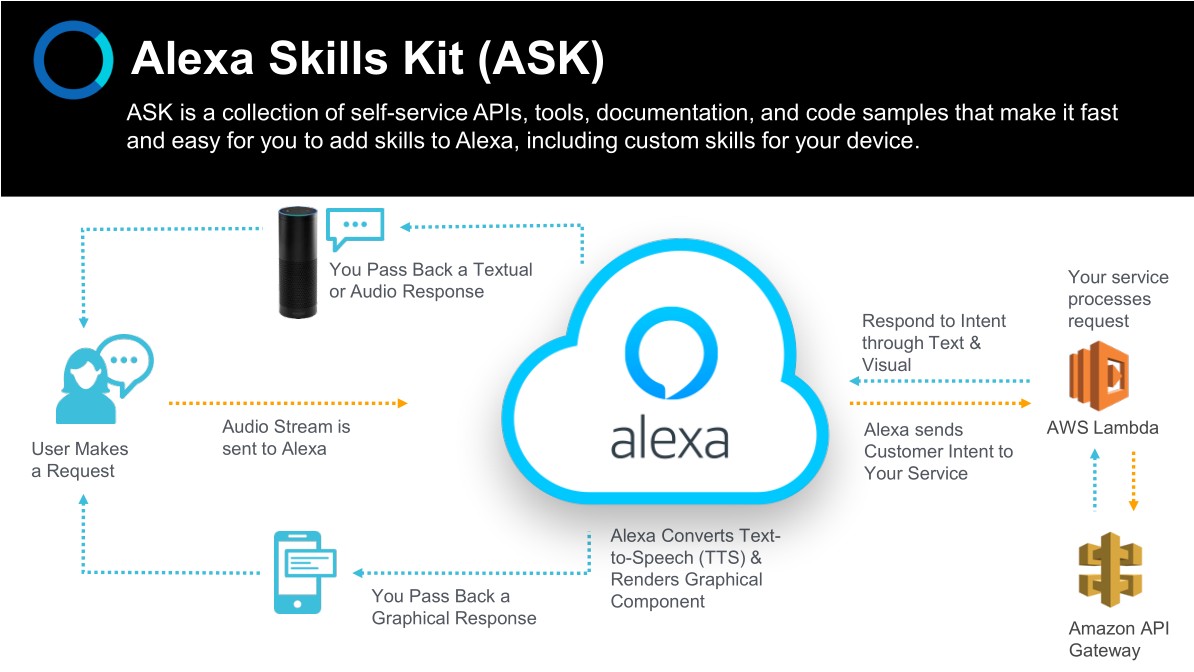 Alexa Skills Kit (ASK)
ASK is a collection of self-service APIs, tools, documentation, and code samples that make it fast
and easy for you to add skills to Alexa, including custom skills for your device.
You Pass Back a Textual
or Audio Response
User Makes
a Request
Audio Stream is
sent to Alexa
alexa
Respond to Intent
through Text &
Visual
Alexa sends
Customer Intent to
Your Service
Your service
processes
request
AWS Lambda
Alexa Converts Text-
to-Speech (TTS) &
Renders Graphical
Component
You Pass Back a
Graphical Response
Amazon API
Gateway